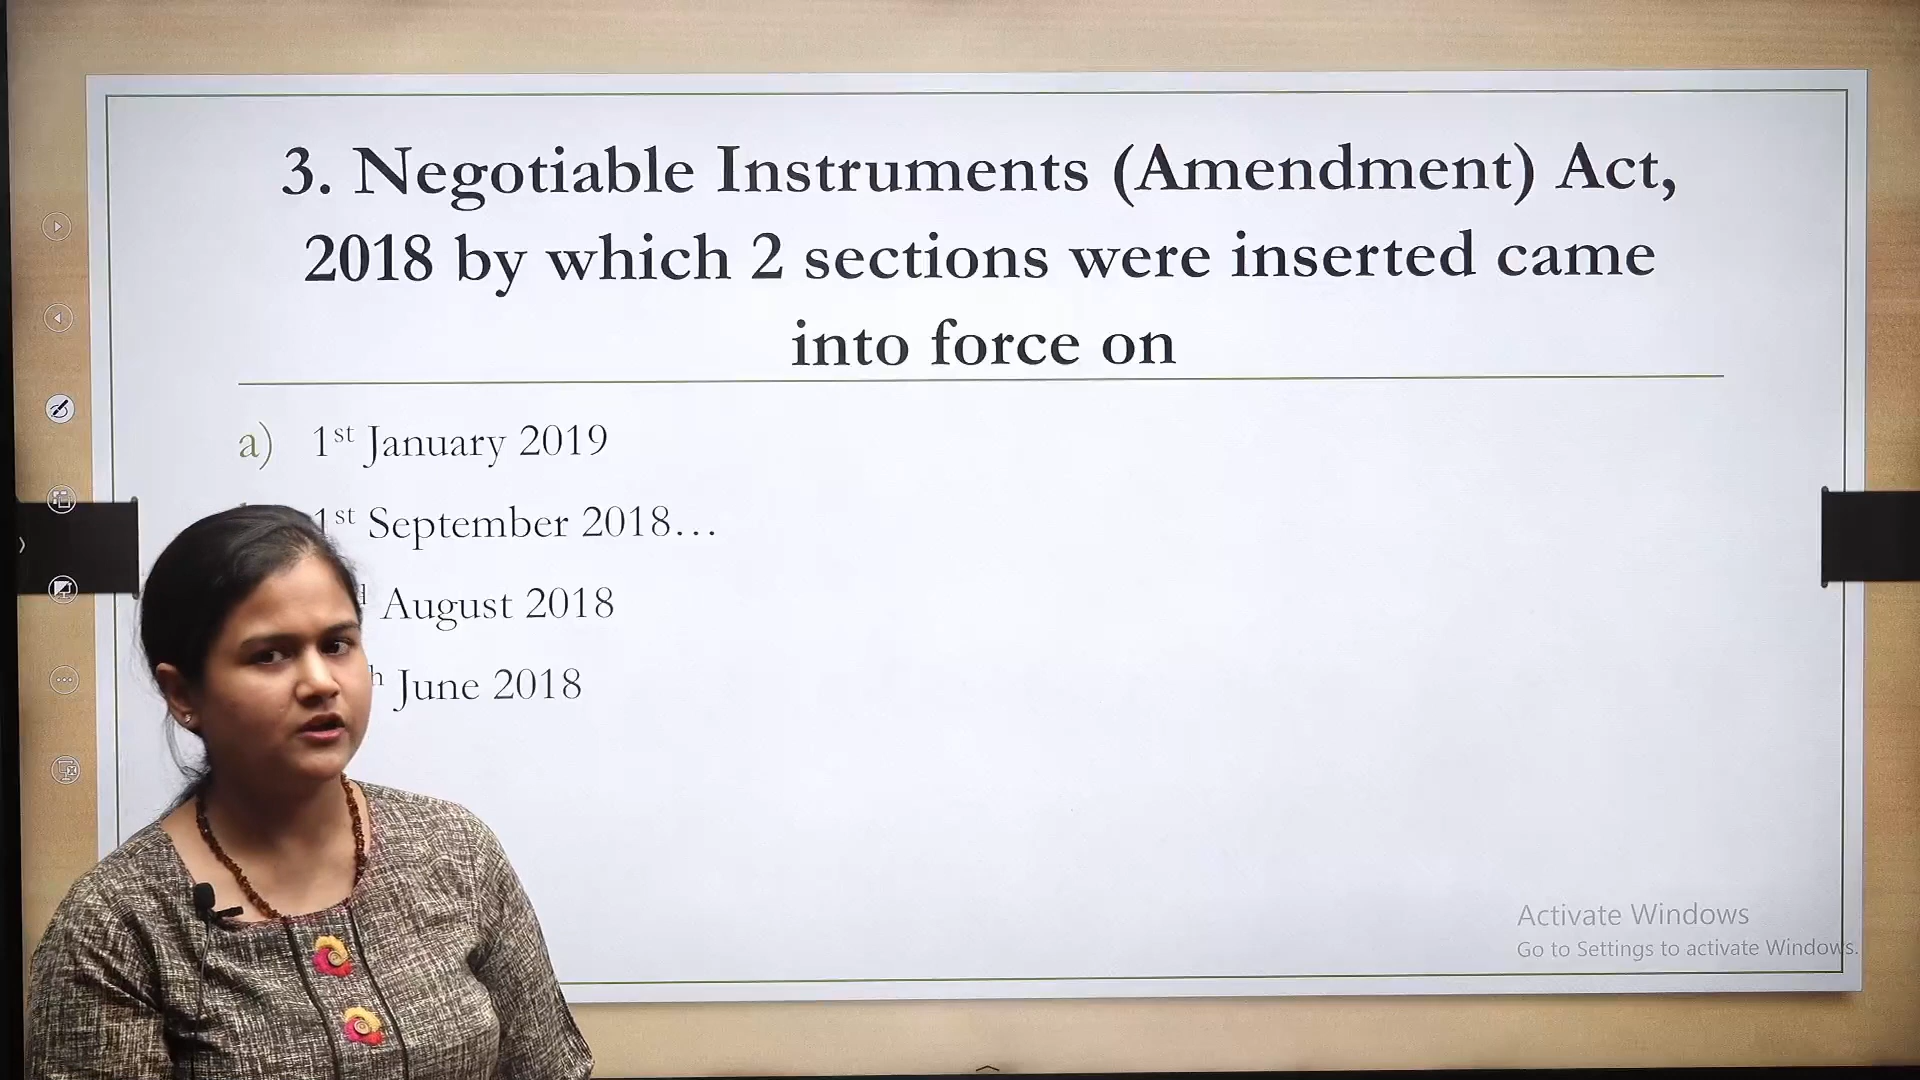 3. Negotiable Instruments (Amendment) Act,
2018 by which 2 sections were inserted came
into force on
a) 1st January 2019
1st September 2018...
August 2018
June 2018
Activate Windows
Go to Settings to activate Windows.